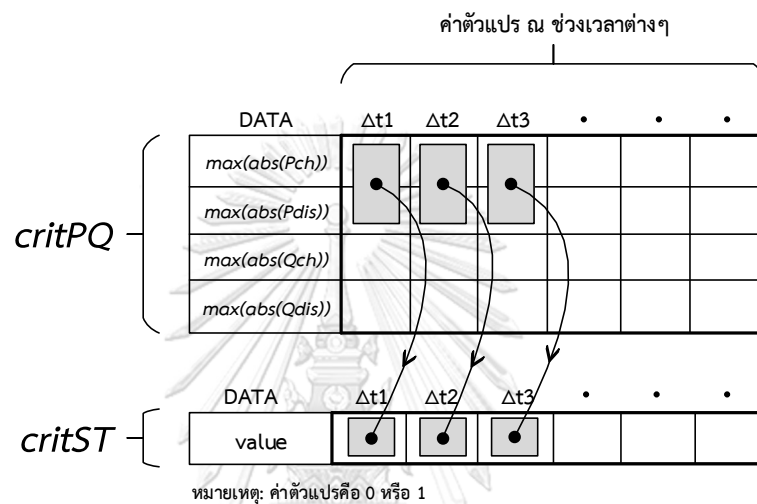 ค่าตัวแปร ณ ช่วงเวลาต่างๆ
DATA Δt1 Δt2 Δt3 • • •
max(abs(Pch))
max(abs(Pdis))
critPQ
max(abs(Qch))
max(abs(Qdis))
DATA Δt1 Δt2 Δt3 • • •
critST value
หมายเหตุ: ค่าตัวแปรคือ 0 หรือ 1